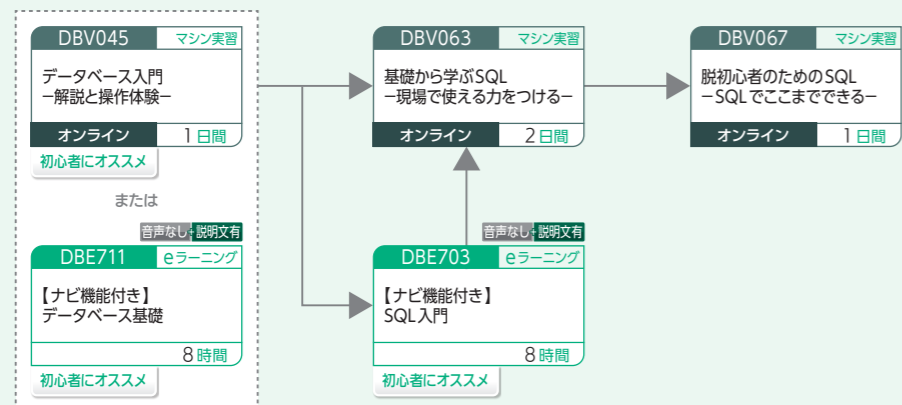 DBV045 マシン実習
データベース入門
−解説と操作体験−
オンライン 1日間
初心者にオススメ
または
音声なし・説明文有
DBE711 eラーニング
【ナビ機能付き】
データベース基礎
8時間
初心者にオススメ
DBV063 マシン実習
基礎から学ぶSQL
−現場で使える力をつける−
オンライン 2日間
音声なし・説明文有
DBE703 eラーニング
【ナビ機能付き】
SQL入門
8時間
初心者にオススメ
DBV067 マシン実習
脱初心者のためのSQL
−SQLでここまでできる−
オンライン 1日間